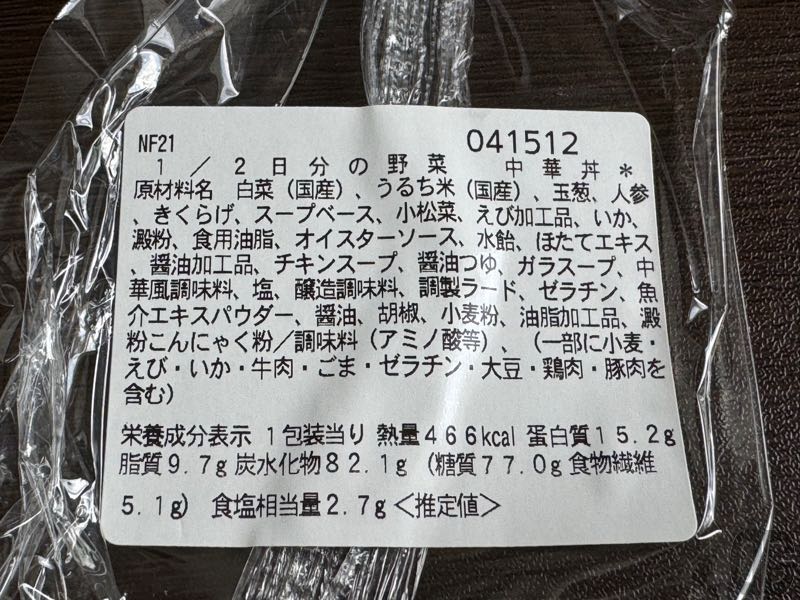 NF21 041512
1／2日分の野菜 中華丼＊
原材料名 白菜（国産）、うるち米（国産）、玉葱、人参
、きくらげ、スープベース、小松菜、えび加工品、いか、
澱粉、食用油脂、オイスターソース、水飴、ほたてエキス
、醤油加工品、チキンスープ、醤油つゆ、ガラスープ、中
華風調味料、塩、醸造調味料、調製ラード、ゼラチン、魚
介エキスパウダー、醤油、胡椒、小麦粉、油脂加工品、澱
粉こんにゃく粉／調味料（アミノ酸等）、（一部に小麦・
えび・いか・牛肉・ごま・ゼラチン・大豆・鶏肉・豚肉を
含む）
栄養成分表示 1包装当り 熱量466kcal 蛋白質15.2g
脂質9.7g 炭水化物82.1g （糖質77.0g 食物繊維
5.1g） 食塩相当量2.7g＜推定値＞